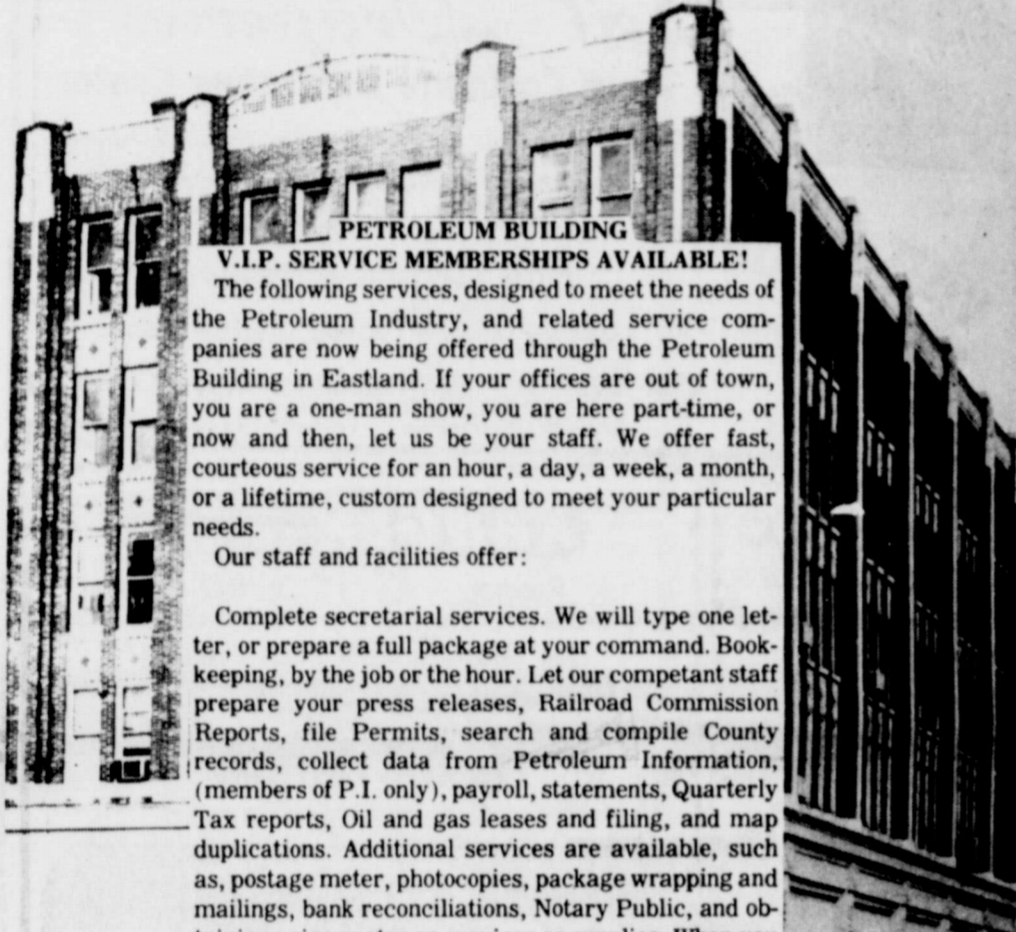 PETROLEUM BUILDING
V.I.P. SERVICE MEMBERSHIPS AVAILABLE!
The following services, designed to meet the needs of
the Petroleum Industry, and related service com-
panies are now being offered through the Petroleum
Building in Eastland. If your offices are out of town,
you are a one-man show, you are here part-time, or
now and then, let us be your staff. We offer fast,
courteous service for an hour, a day, a week, a month,
or a lifetime, custom designed to meet your particular
needs.
Our staff and facilities offer:
Complete secretarial services. We will type one let-
ter, or prepare a full package at your command. Book-
keeping, by the job or the hour. Let our competant staff
prepare your press releases, Railroad Commission
Reports, file Permits, search and compile County
records, collect data from Petroleum Information,
(members of P.I. only), payroll, statements, Quarterly
Tax reports, Oil and gas leases and filing, and map
duplications. Additional services are available, such
as, postage meter, photocopies, package wrapping and
mailings, bank reconciliations, Notary Public, and ob-